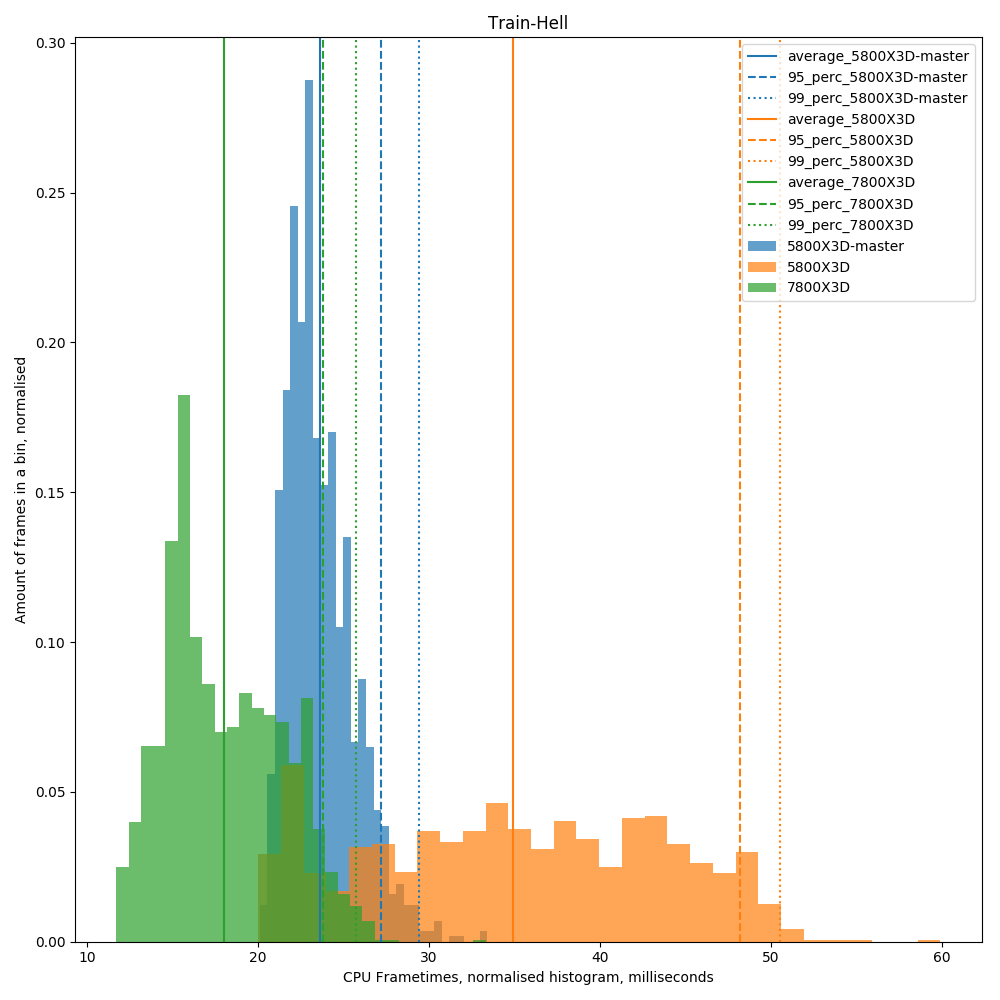 Train-Hell
0.30
0.25
0.20
0.15
0.10
0.05
0.00
Amount of frames in a bin, normalised
average_5800X3D-master
95_perc_5800X3D-master
99_perc_5800X3D-master
average_5800X3D
95_perc_5800X3D
99_perc_5800X3D
average_7800X3D
95_perc_7800X3D
99_perc_7800X3D
5800X3D-master
5800X3D
7800X3D
10 20 30 40 50 60
CPU Frametimes, normalised histogram, milliseconds